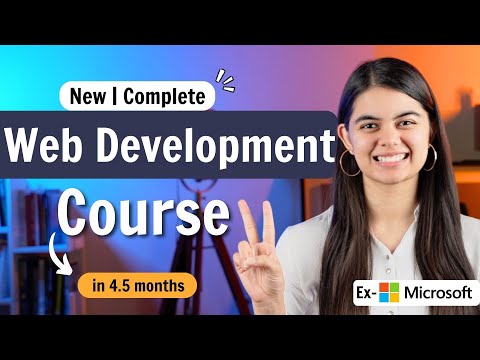 New | Complete
Web Development
Course
in 4.5 months
Ex- Microsoft